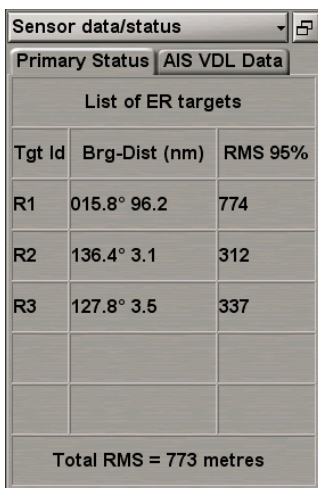 Sensor data/status
Primary Status AIS VDL Data
List of ER targets
Tgt Id Brg-Dist (nm) RMS 95%
R1 015.8° 96.2 774
R2 136.4° 3.1 312
R3 127.8° 3.5 337
Total RMS = 773 metres